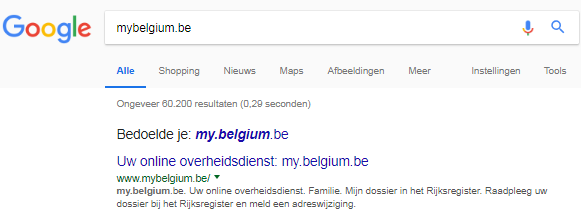 Google
mybelgium.be
Alle Shopping Nieuws Maps Afbeeldingen Meer Instellingen Tools
Ongeveer 60.200 resultaten (0,29 seconden)
Bedoelde je: my.belgium.be
Uw online overheidsdienst: my.belgium.be
www.mybelgium.be/
my.belgium.be. Uw online overheidsdienst. Familie. Mijn dossier in het Rijksregister. Raadpleeg uw
dossier bij het Rijksregister en meld een adreswijziging.